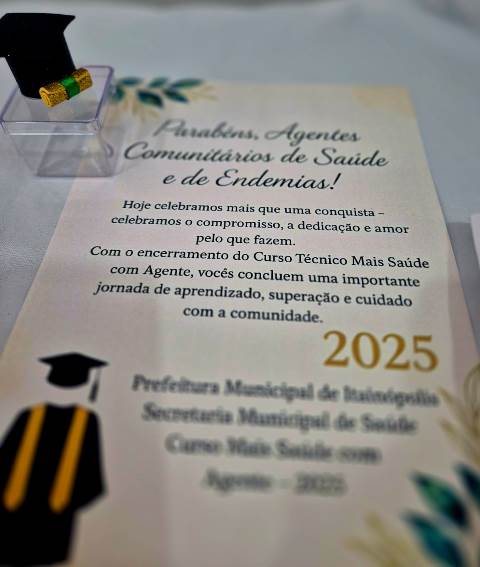 Parabéns, Agentes
Comunitários de Saúde
e de Endemias!
Hoje celebramos mais que uma conquista –
celebramos o compromisso, a dedicação e amor
pelo que fazem.
Com o encerramento do Curso Técnico Mais Saúde
com Agente, vocês concluem uma importante
jornada de aprendizado, superação e cuidado
com a comunidade.
2025
Prefeitura Municipal de Itainópolis
Secretaria Municipal de Saúde
Curso Mais Saúde com
Agente - 2025